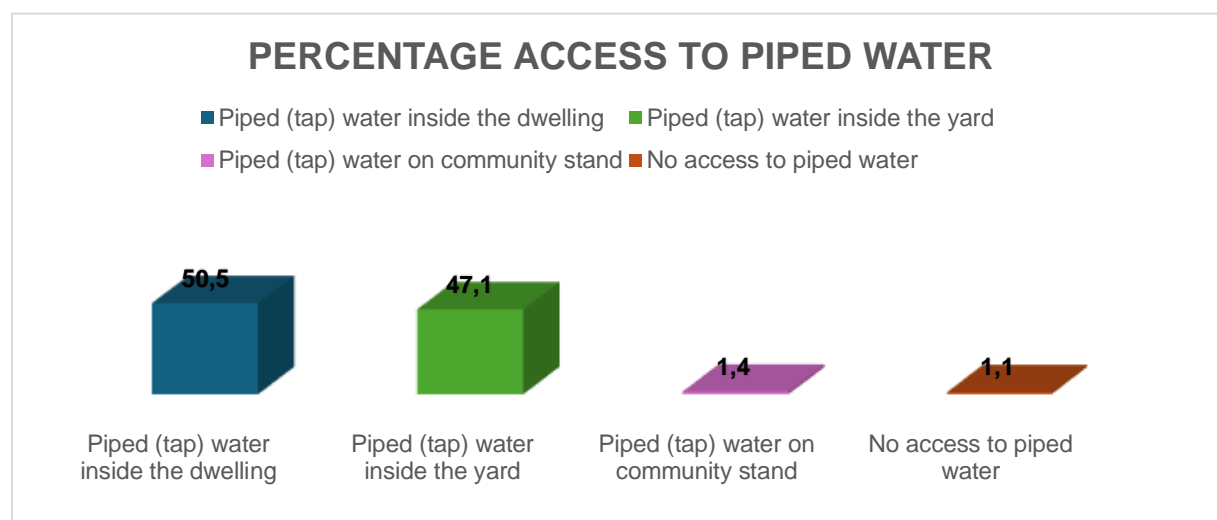 PERCENTAGE ACCESS TO PIPED WATER
Piped (tap) water inside the dwelling Piped (tap) water inside the yard
Piped (tap) water on community stand No access to piped water
50,5 47,1 1,4 1,1
Piped (tap) water
inside the dwelling
Piped (tap) water
inside the yard
Piped (tap) water on
community stand
No access to piped
water